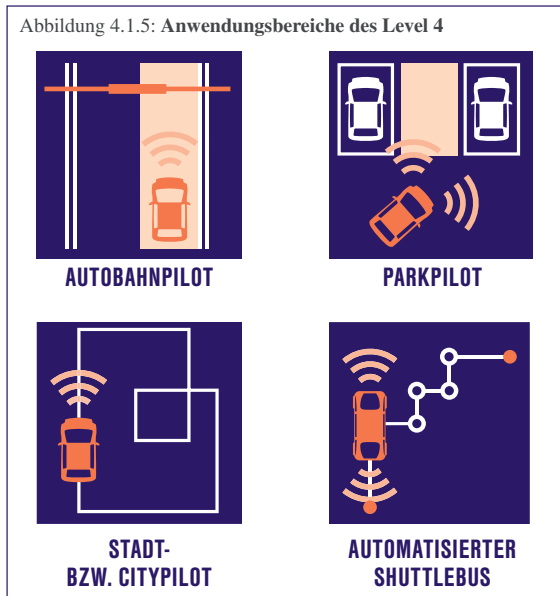 Abbildung 4.1.5: Anwendungsbereiche des Level 4
AUTOBAHNPILOT
PARKPILOT
STADT-
BZW. CITYPILOT
AUTOMATISIERTER
SHUTTLEBUS